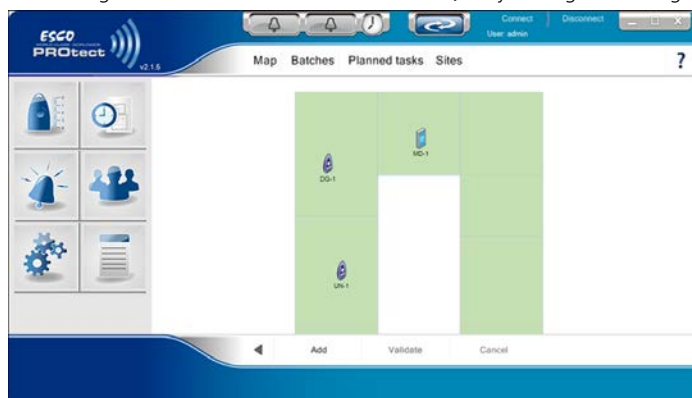 Connect Disconnect
User admin
ESCO
PROtect
v2.1.5
Map Batches Planned tasks Sites ?
MD-1
DG-1
UN-1
Add Validate Cancel